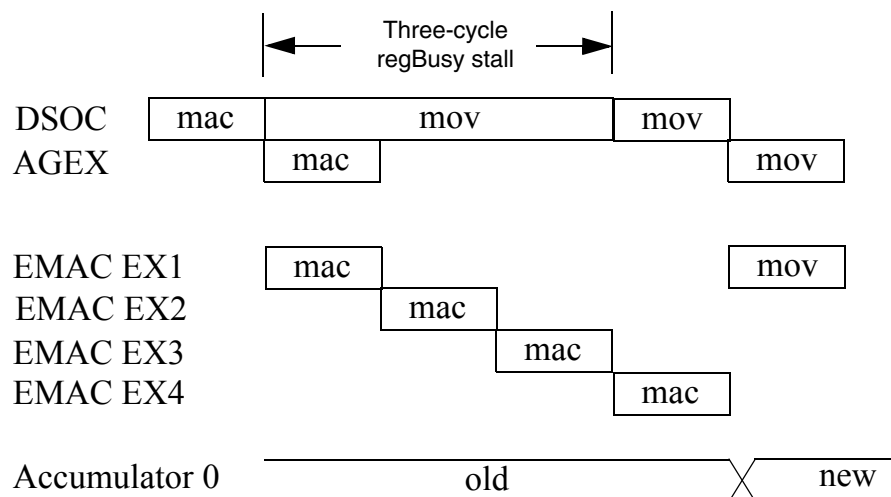 Three-cycle
regBusy stall
DSOC mac mov mov
AGEX mac mov
EMAC EX1 mac mov
EMAC EX2 mac
EMAC EX3 mac
EMAC EX4 mac
Accumulator 0 old new